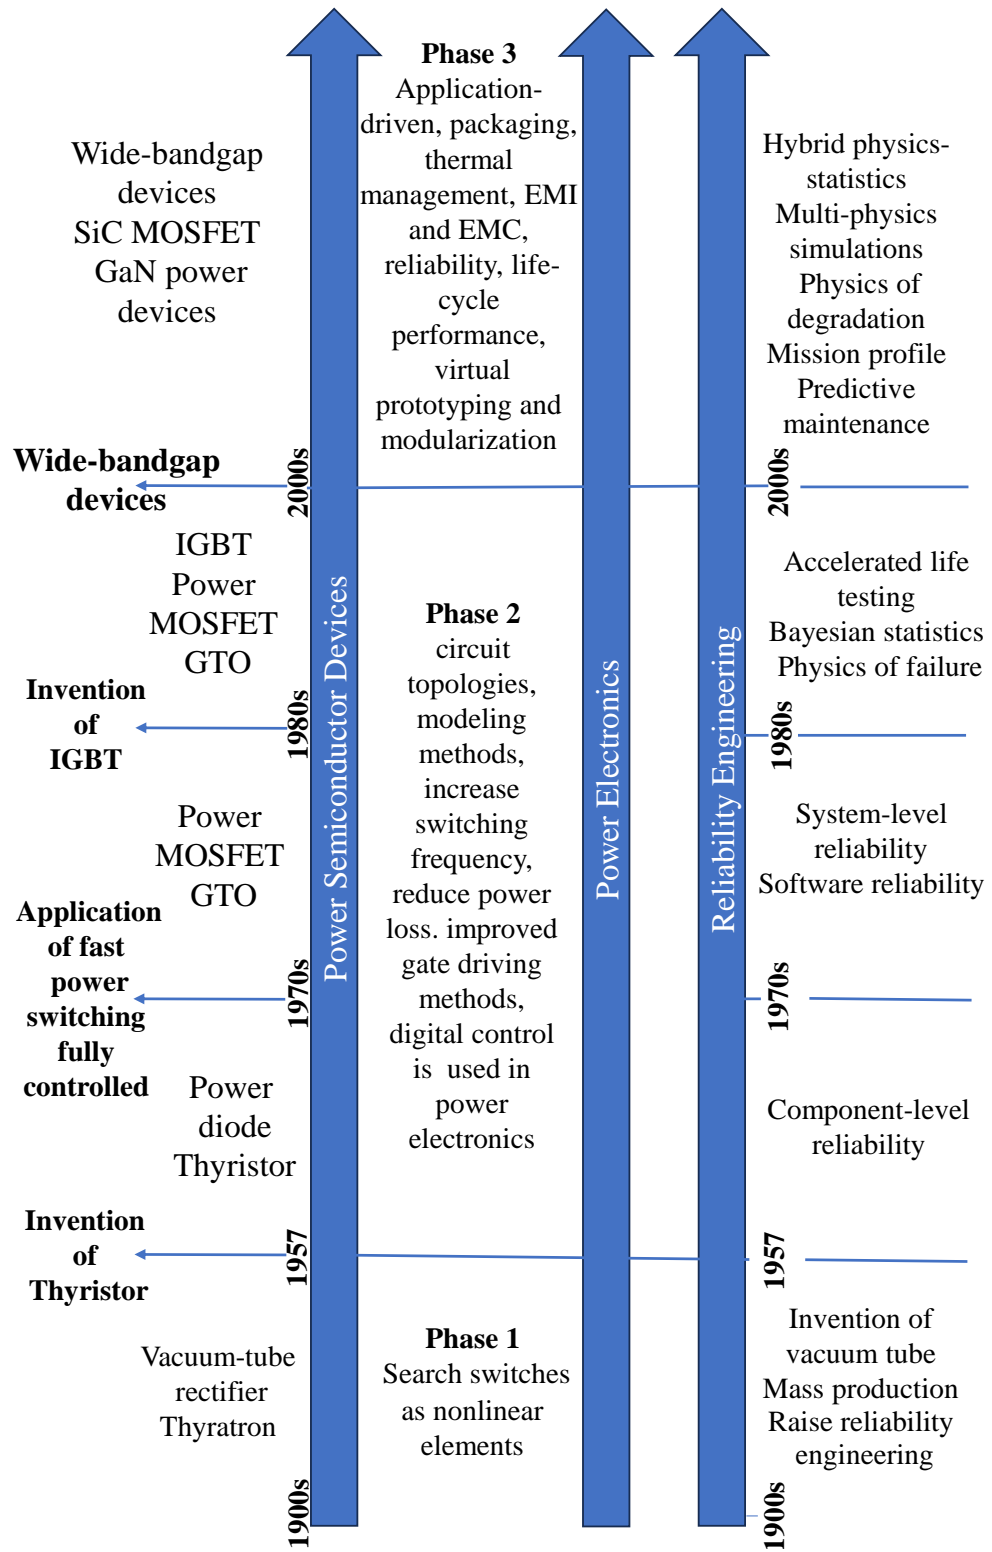 Wide-bandgap
devices
SiC MOSFET
GaN power
devices
Wide-bandgap
devices
IGBT
Power
MOSFET
GTO
Invention
of
IGBT
Power
MOSFET
GTO
Application
of fast
power
switching
fully
controlled
Power
diode
Thyristor
Invention
of
Thyristor
Vacuum-tube
rectifier
Thyratron
2000s
1980s
1970s
1957
1900s
Power Semiconductor Devices
Phase 3
Application-
driven, packaging,
thermal
management, EMI
and EMC,
reliability, life-
cycle
performance,
virtual
prototyping and
modularization
Phase 2
circuit
topologies,
modeling
methods,
increase
switching
frequency,
reduce power
loss. improved
gate driving
methods,
digital control
is used in
power
electronics
Phase 1
Search switches
as nonlinear
elements
Power Electronics
Reliability Engineering
Hybrid physics-
statistics
Multi-physics
simulations
Physics of
degradation
Mission profile
Predictive
maintenance
2000s
Accelerated life
testing
Bayesian statistics
Physics of failure
1980s
System-level
reliability
Software reliability
1970s
Component-level
reliability
1957
Invention of
vacuum tube
Mass production
Raise reliability
engineering
1900s